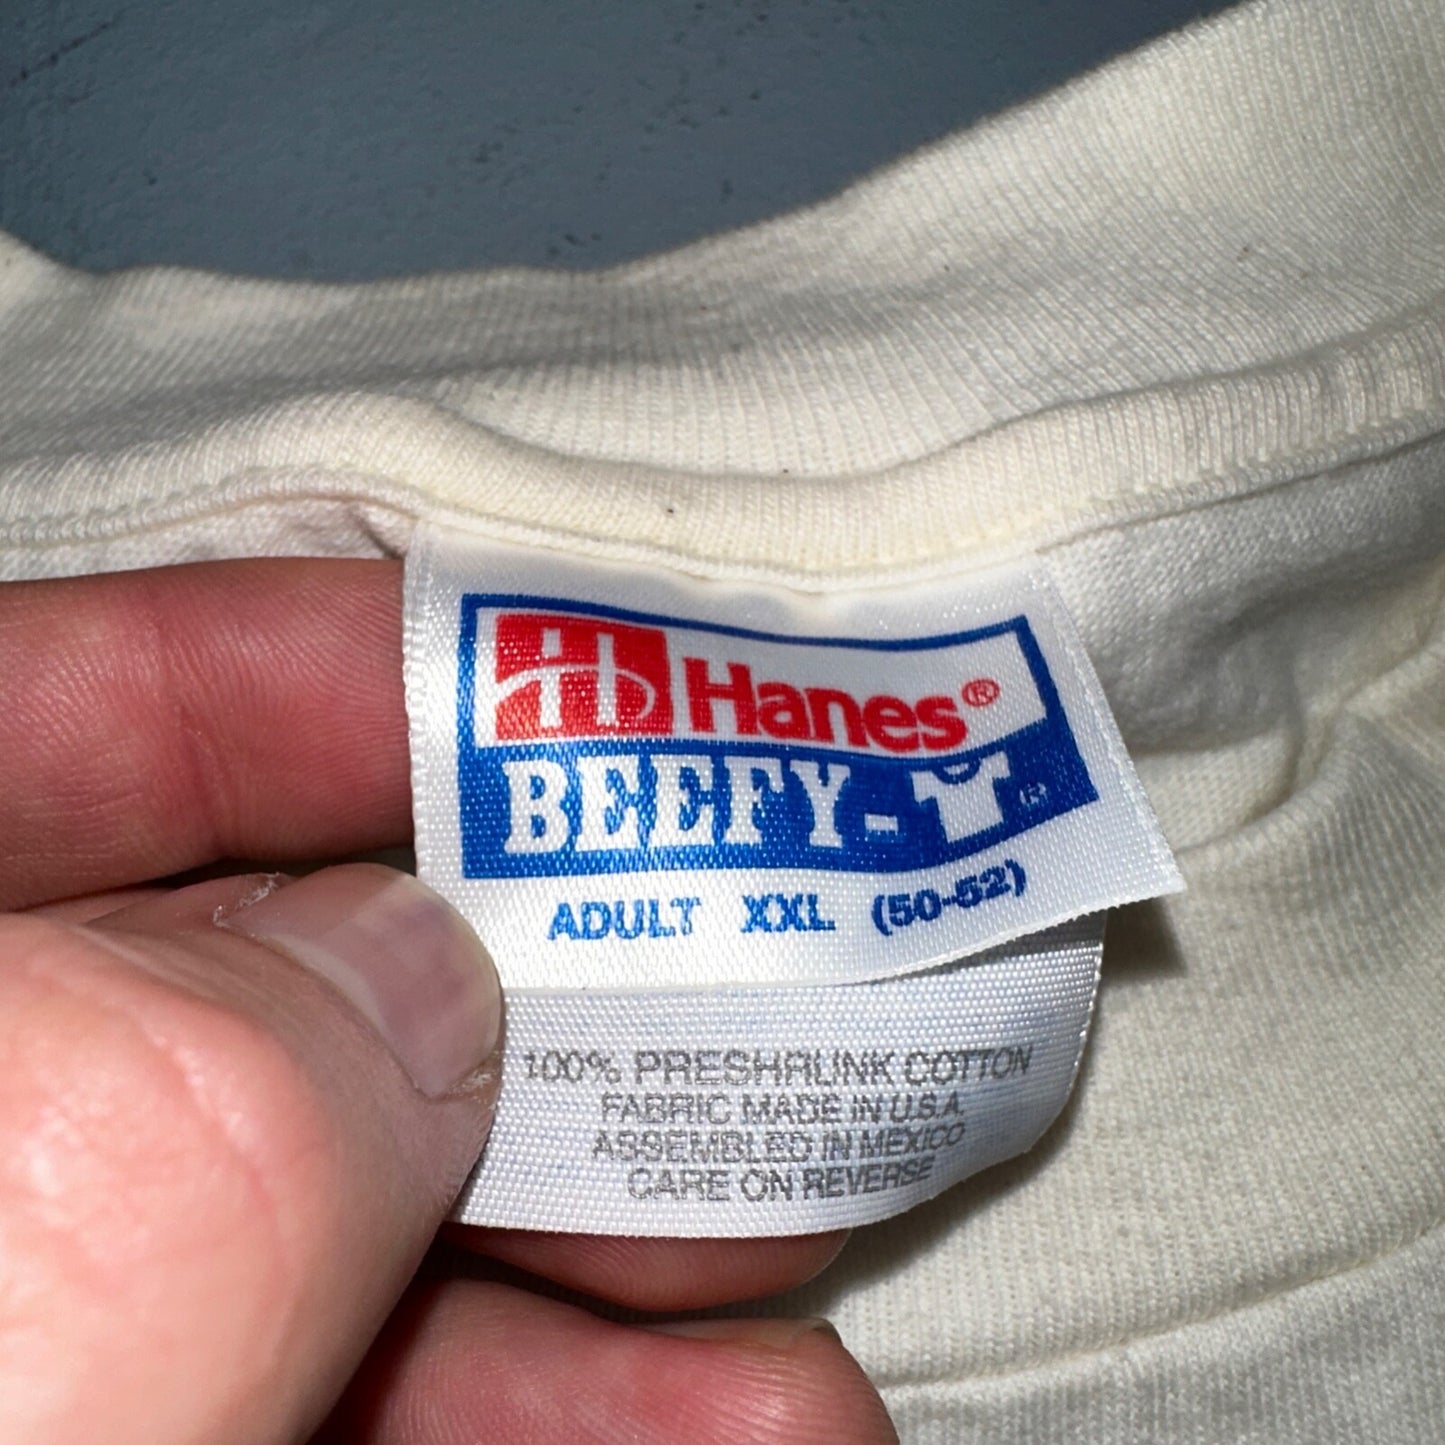 Hanes®
BEEFY-T®
ADULT XXL (50-52)
100% PRESHRUNK COTTON
FABRIC MADE IN U.S.A.
ASSEMBLED IN MEXICO
CARE ON REVERSE